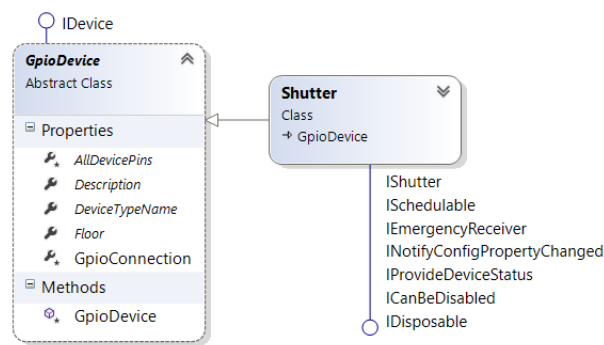 IDevice
GpioDevice
Abstract Class
Properties
AllDevicePins
Description
DeviceTypeName
Floor
GpioConnection
Methods
GpioDevice
Shutter
Class
GpioDevice
IShutter
ISchedulable
IEmergencyReceiver
INotifyConfigPropertyChanged
IProvideDeviceStatus
ICanBeDisabled
IDisposable